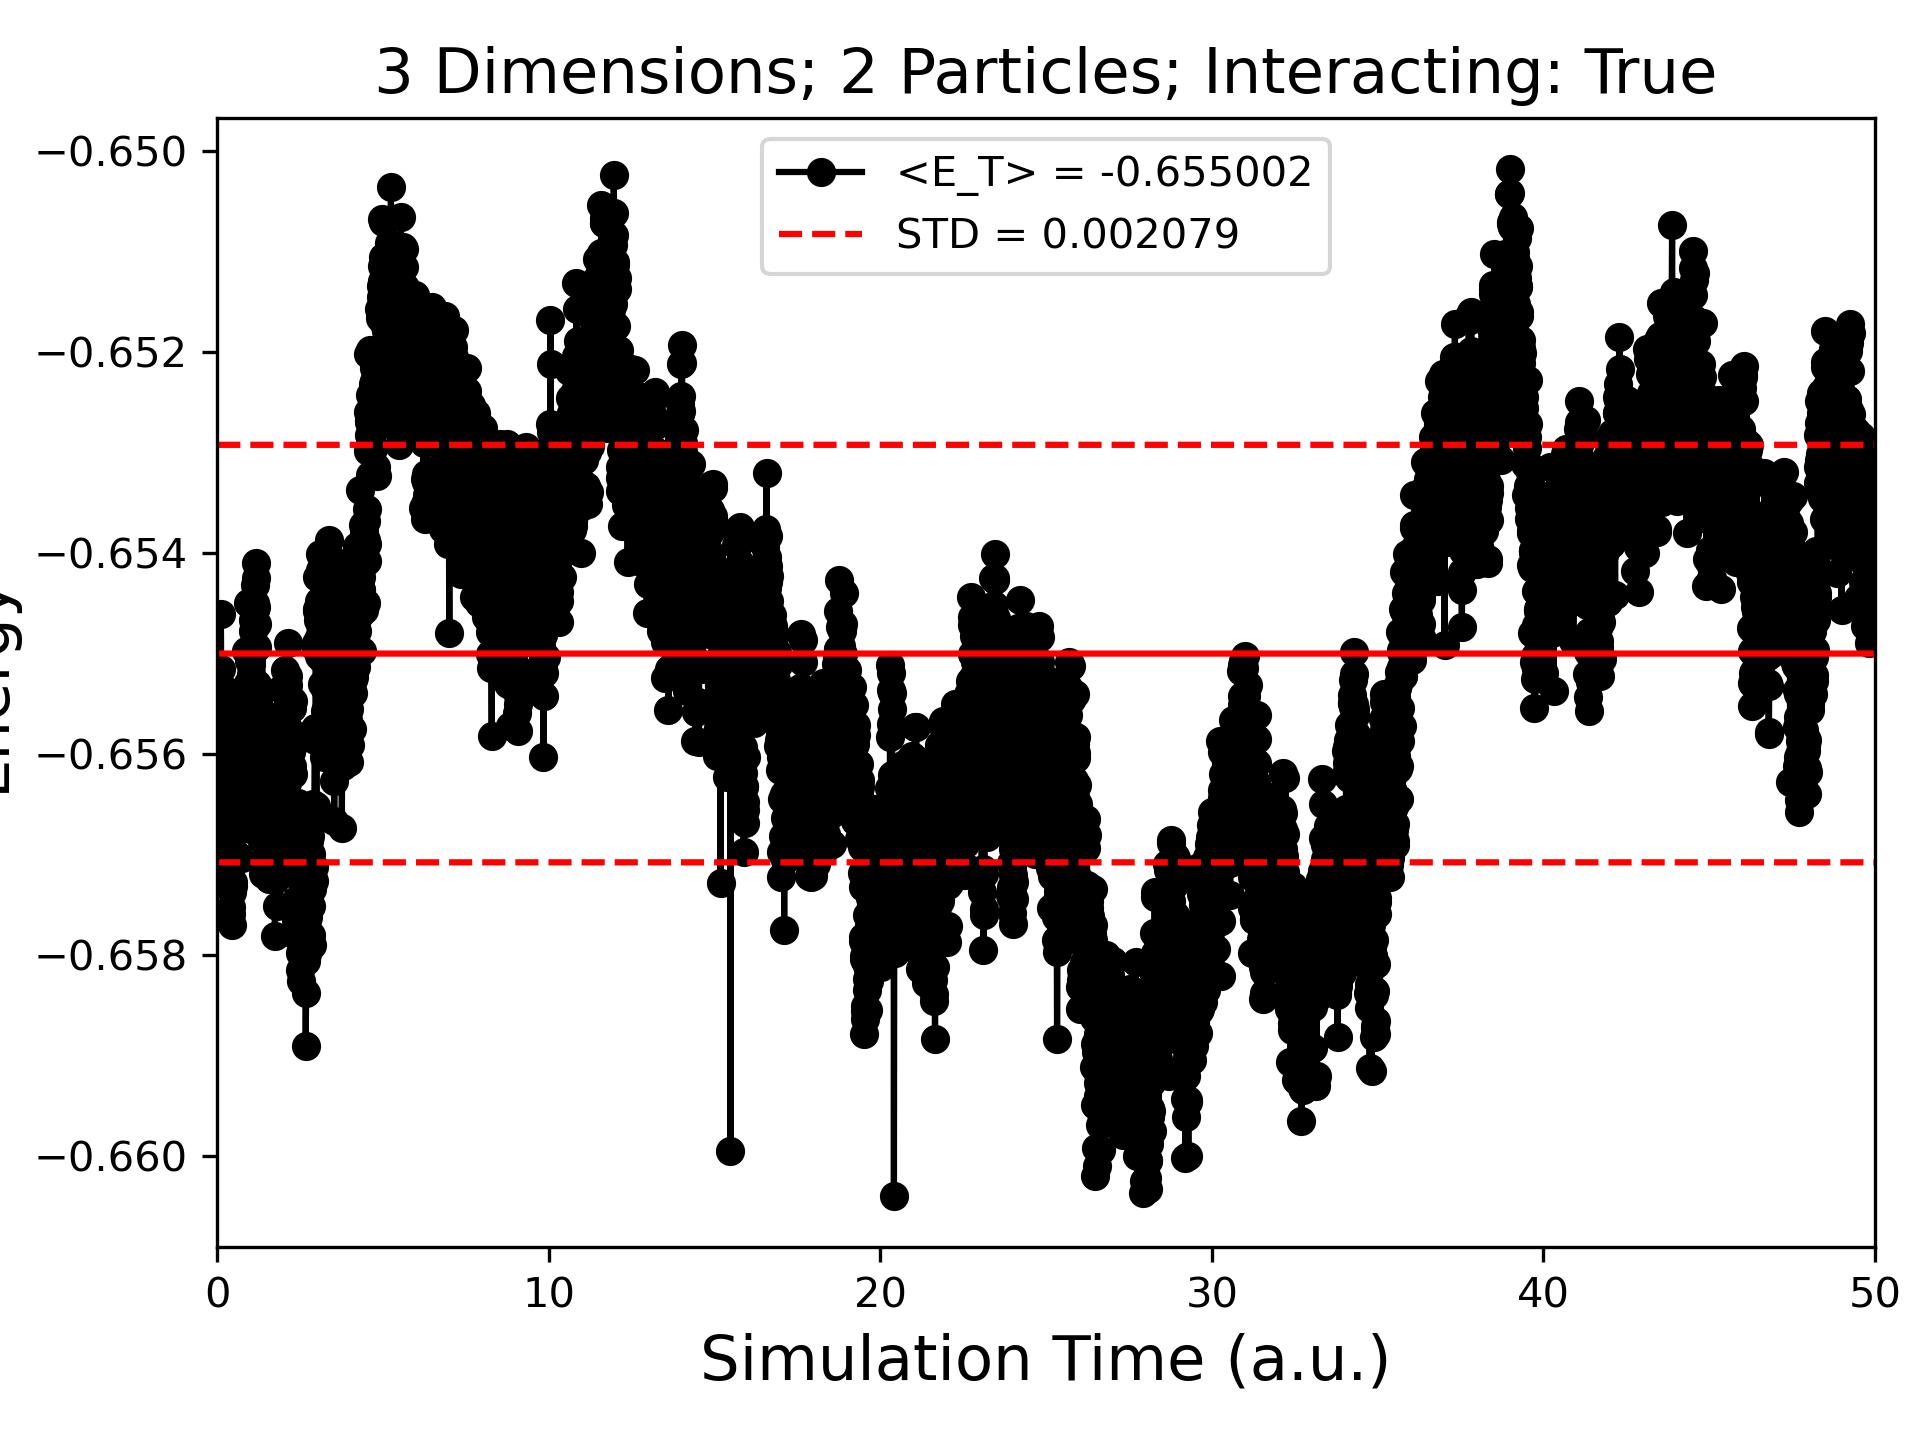 3 Dimensions; 2 Particles; Interacting: True
<E_T> = -0.655002
STD = 0.002079
−0.650
−0.652
−0.654
−0.656
−0.658
−0.660
Energy
0 10 20 30 40 50
Simulation Time (a.u.)